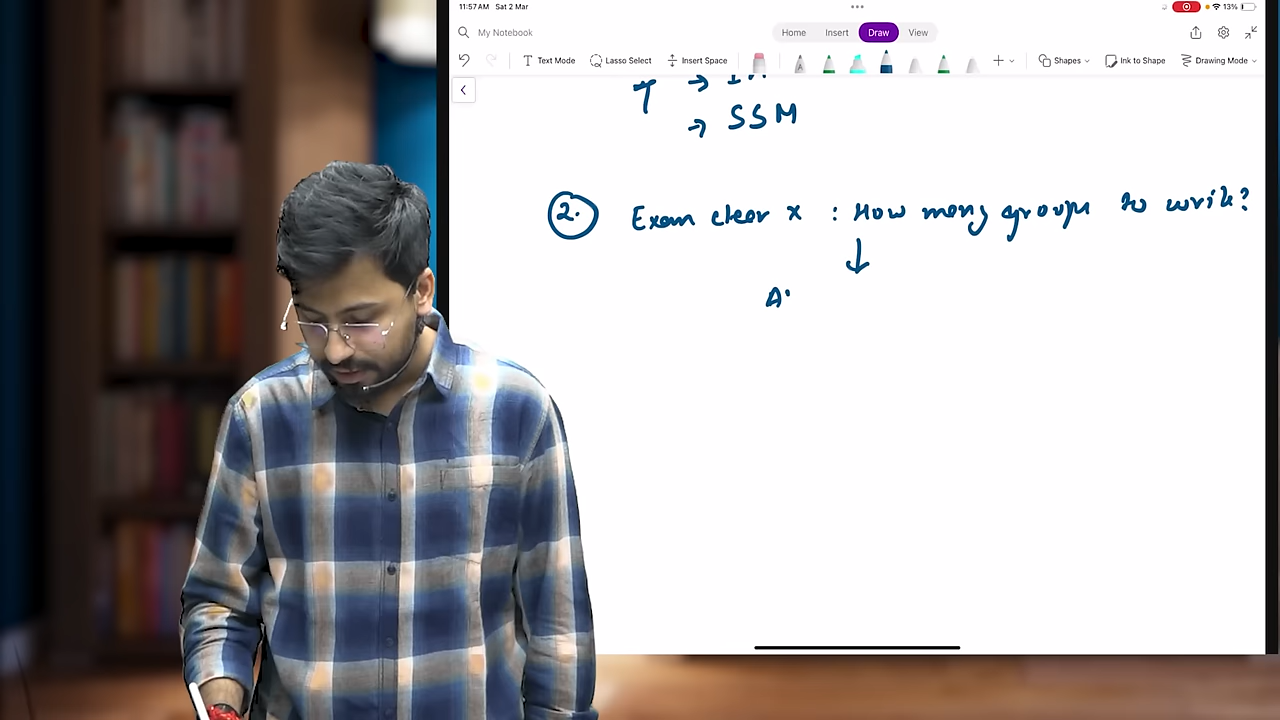 11:57 AM Sat 2 Mar
13%
My Notebook
Home Insert Draw View
Text Mode Lasso Select Insert Space Shapes Ink to Shape Drawing Mode
→
→ SSM
2. Exam clear x : How many groups to write?
↓
A